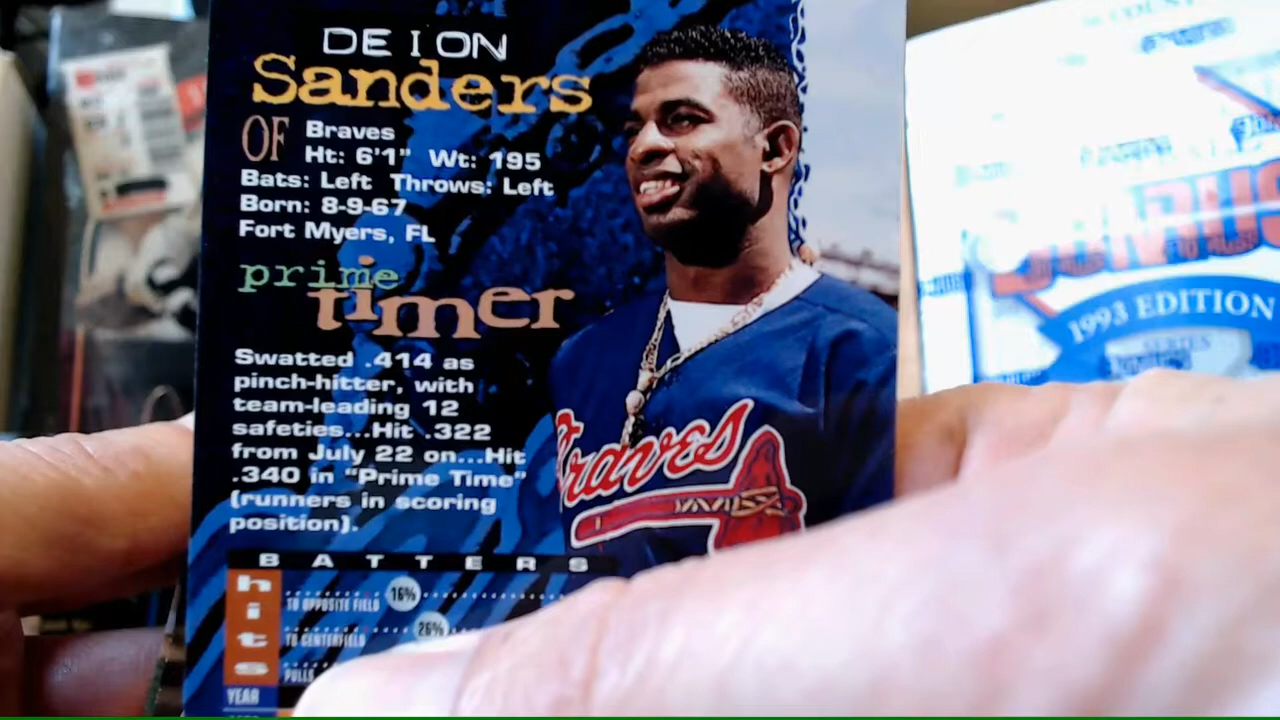 DEION
Sanders
OF
Braves
Ht: 6'1" Wt: 195
Bats: Left Throws: Left
Born: 8-9-67
Fort Myers, FL
prime
timer
Swatted .414 as
pinch-hitter, with
team-leading 12
safeties...Hit .322
from July 22 on...Hit
.340 in "Prime Time"
(runners in scoring
position).
Braves
BATTERS
hits
TO OPPOSITE FIELD 16%
TO CENTERFIELD 26%
PULLS
YEAR
1993 EDITION
SERIES